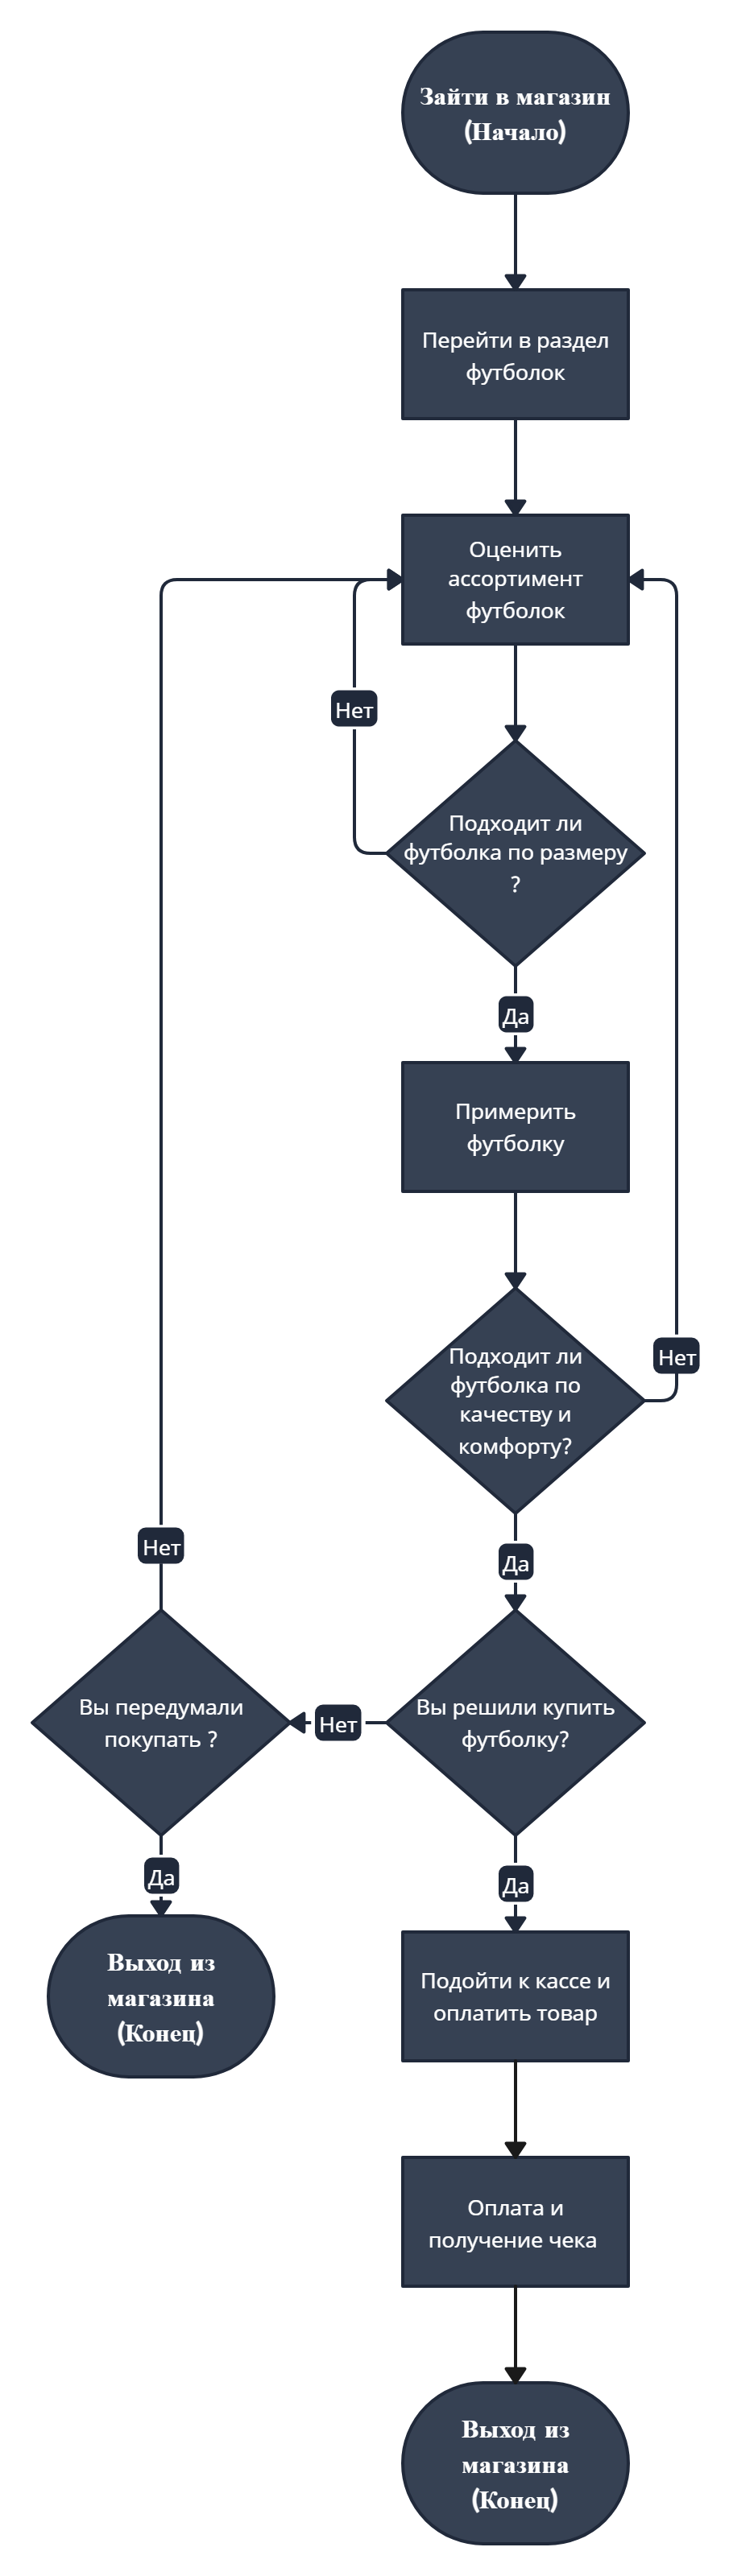 Зайти в магазин
(Начало)
Перейти в раздел
футболок
Оценить
ассортимент
футболок
Нет
Подходит ли
футболка по размеру
?
Да
Примерить
футболку
Подходит ли
футболка по
качеству и
комфорту?
Нет
Да
Нет
Вы передумали
покупать ?
Нет
Вы решили купить
футболку?
Да
Да
Выход из
магазина
(Конец)
Подойти к кассе и
оплатить товар
Оплата и
получение чека
Выход из
магазина
(Конец)